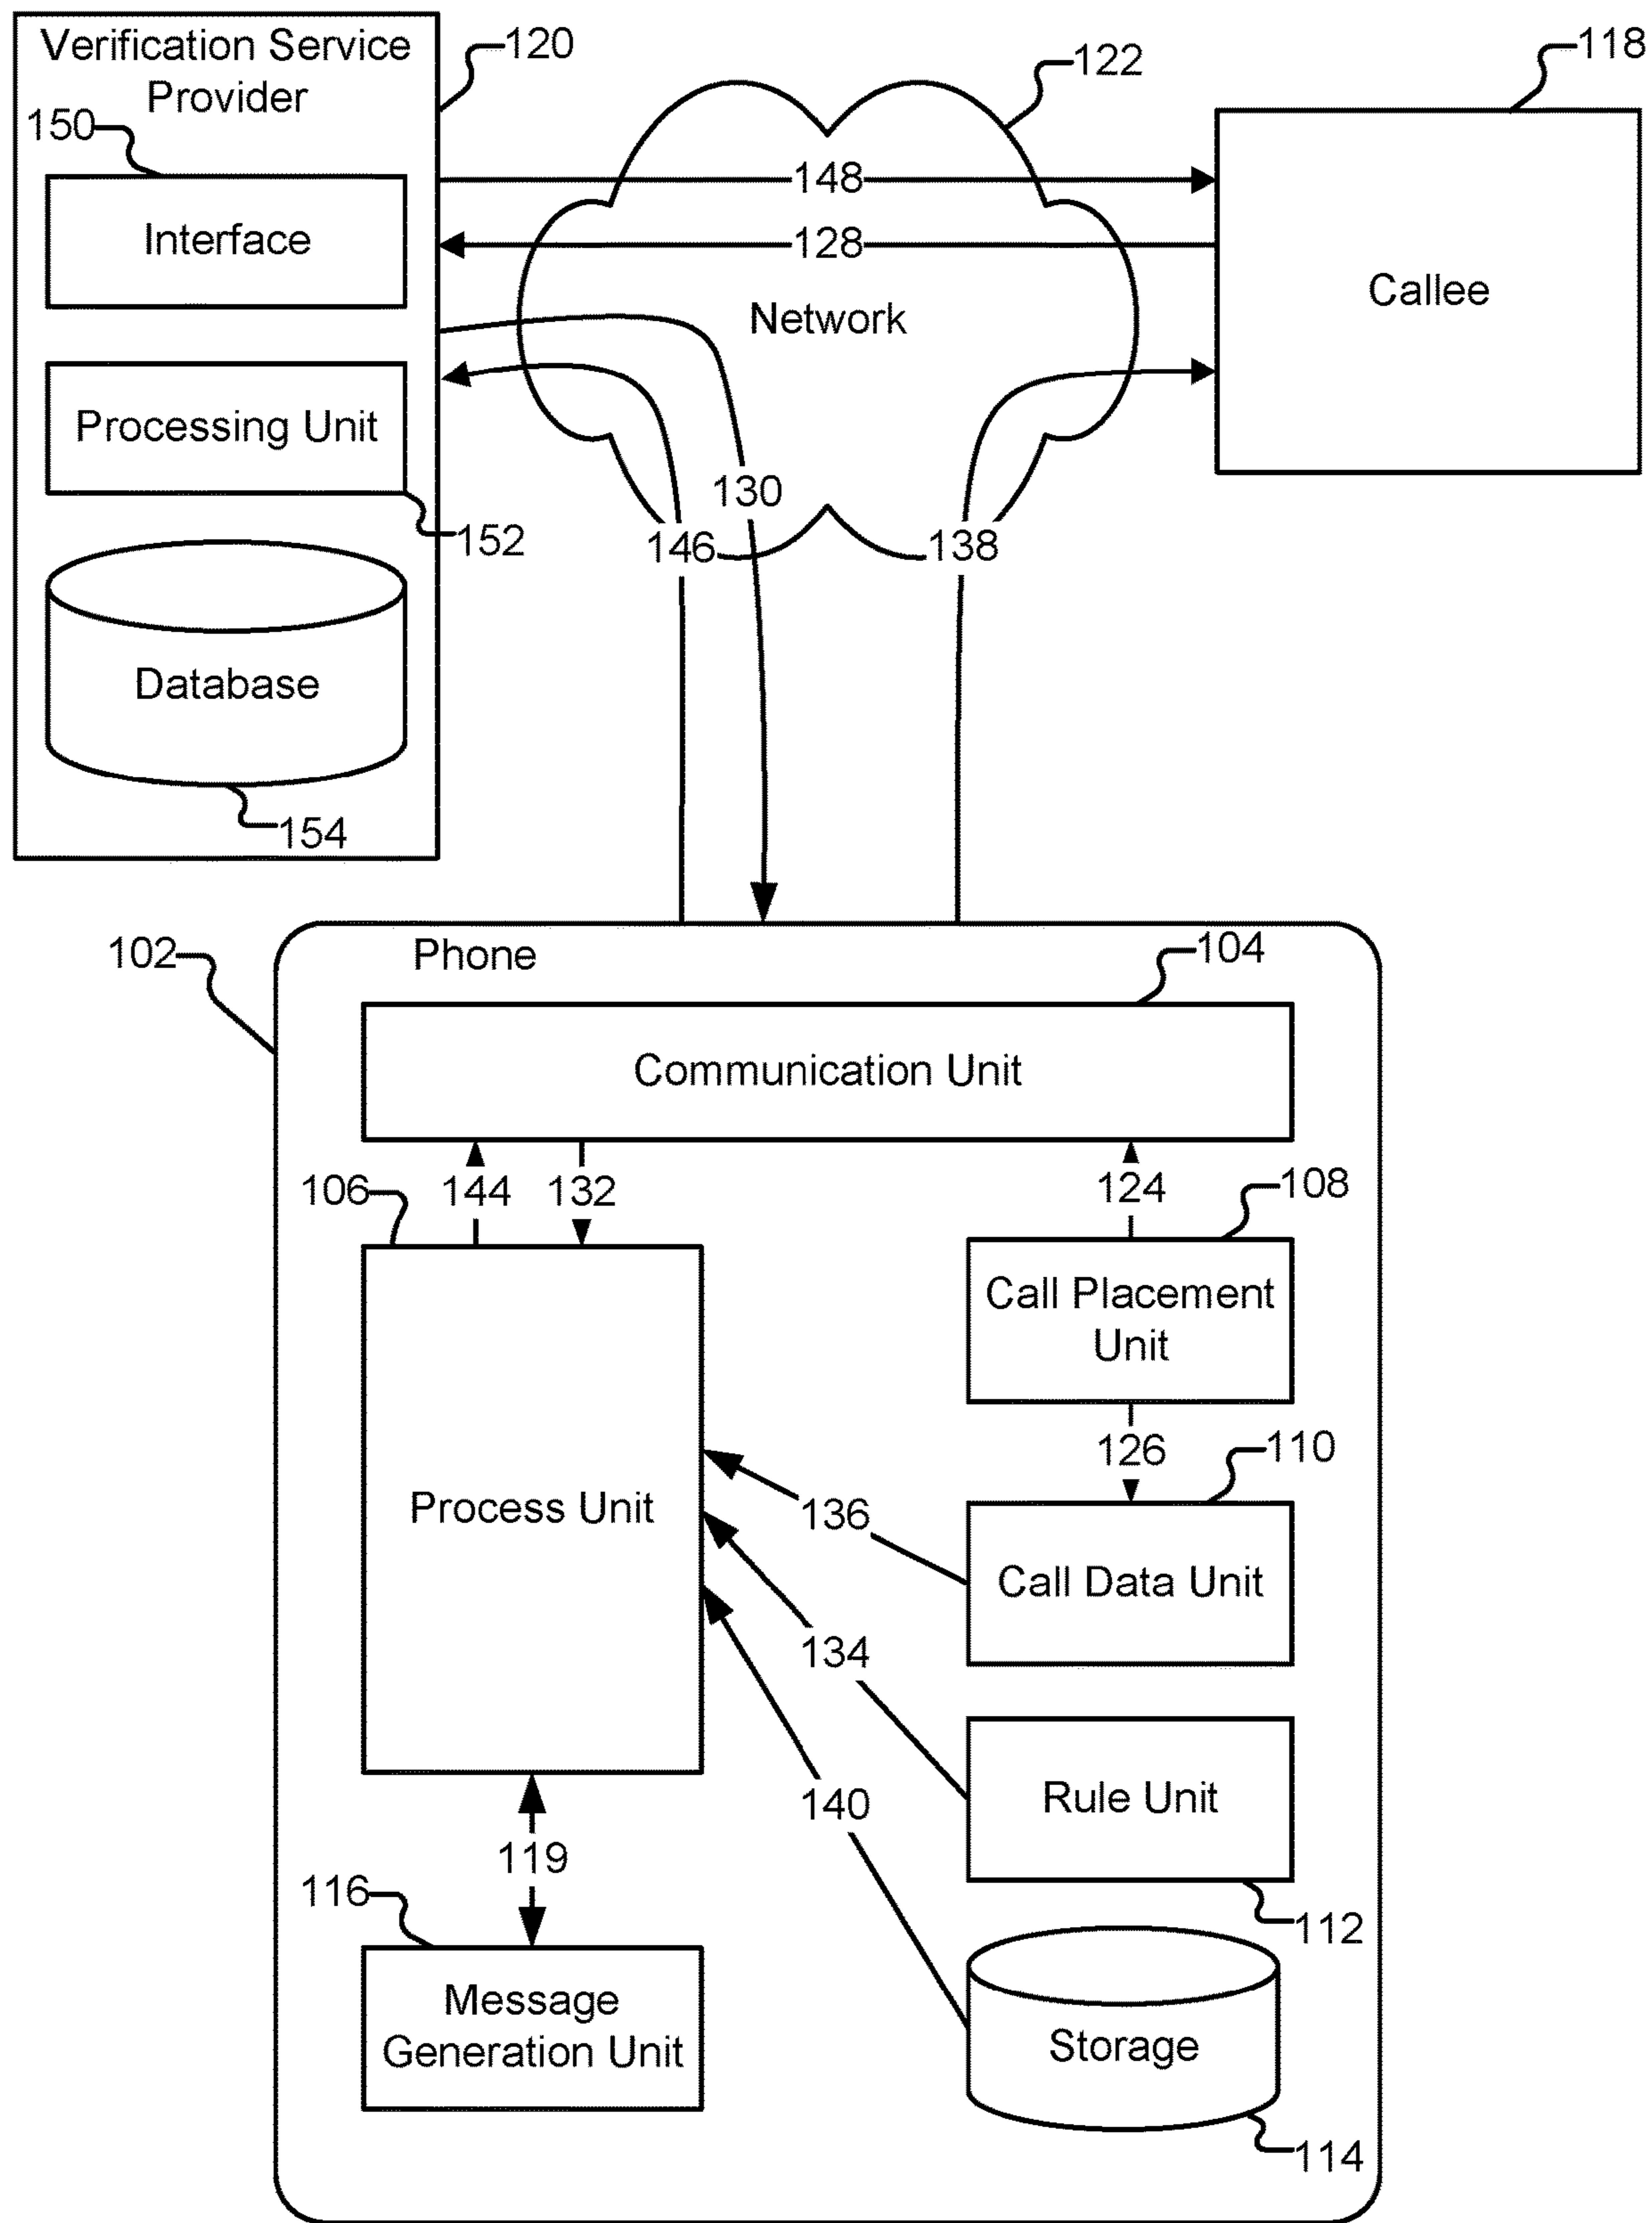 Verification Service
Provider
120
122
118
150
148
Interface
128
Callee
Network
Processing Unit
130
152
146
138
Database
154
102
Phone
104
Communication Unit
106
144
132
124
108
Call Placement
Unit
126
110
Process Unit
136
Call Data Unit
134
140
Rule Unit
119
116
112
Message
Generation Unit
Storage
114